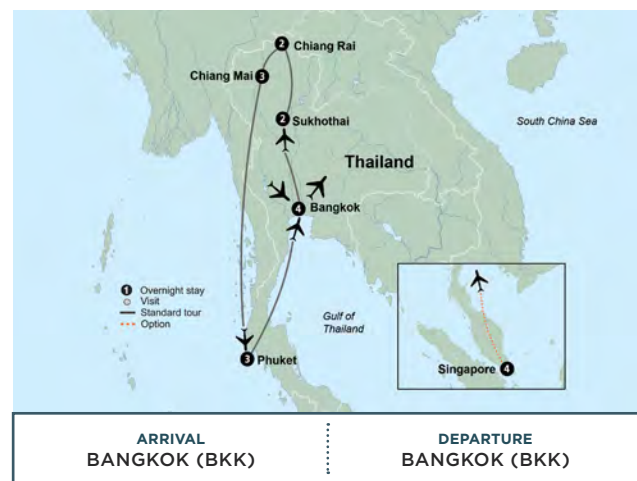 2 Chiang Rai
Chiang Mai 3
South China Sea
2 Sukhothai
Thailand
4 Bangkok
1 Overnight stay
Visit
Standard tour
Option
Gulf of
Thailand
3 Phuket
Singapore 4
ARRIVAL
BANGKOK (BKK)
DEPARTURE
BANGKOK (BKK)